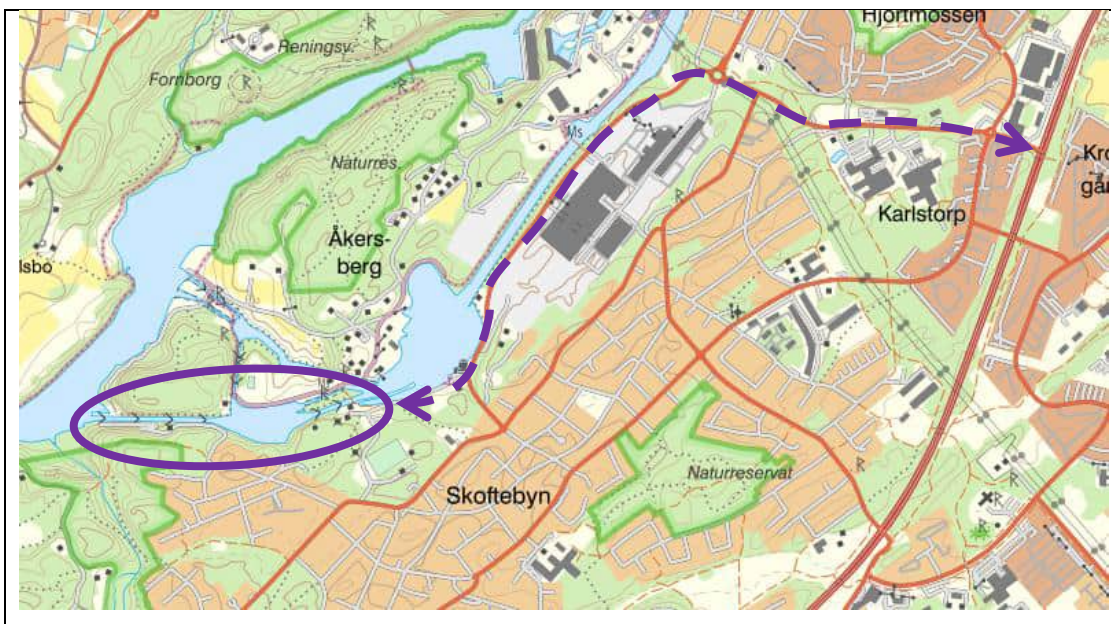 Hjortmossen
Reningsv.
Fornborg
Naturres.
Ms
Kro
går
Karlstorp
Åkers-
berg
lsbo
Naturreservat
Skoftebyn